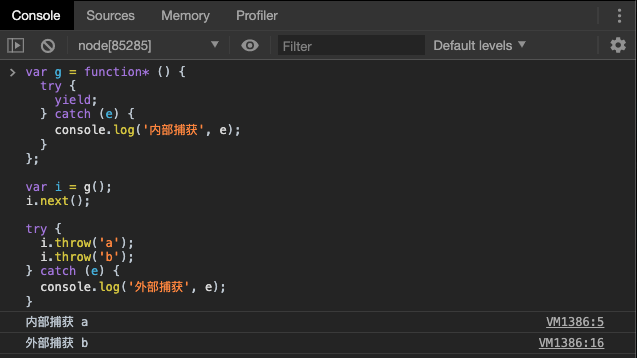 Console Sources Memory Profiler
node[85285] Filter Default levels
var g = function* () {
try {
yield;
} catch (e) {
console.log('内部捕获', e);
}
};
var i = g();
i.next();
try {
i.throw('a');
i.throw('b');
} catch (e) {
console.log('外部捕获', e);
}
内部捕获 a VM1386:5
外部捕获 b VM1386:16